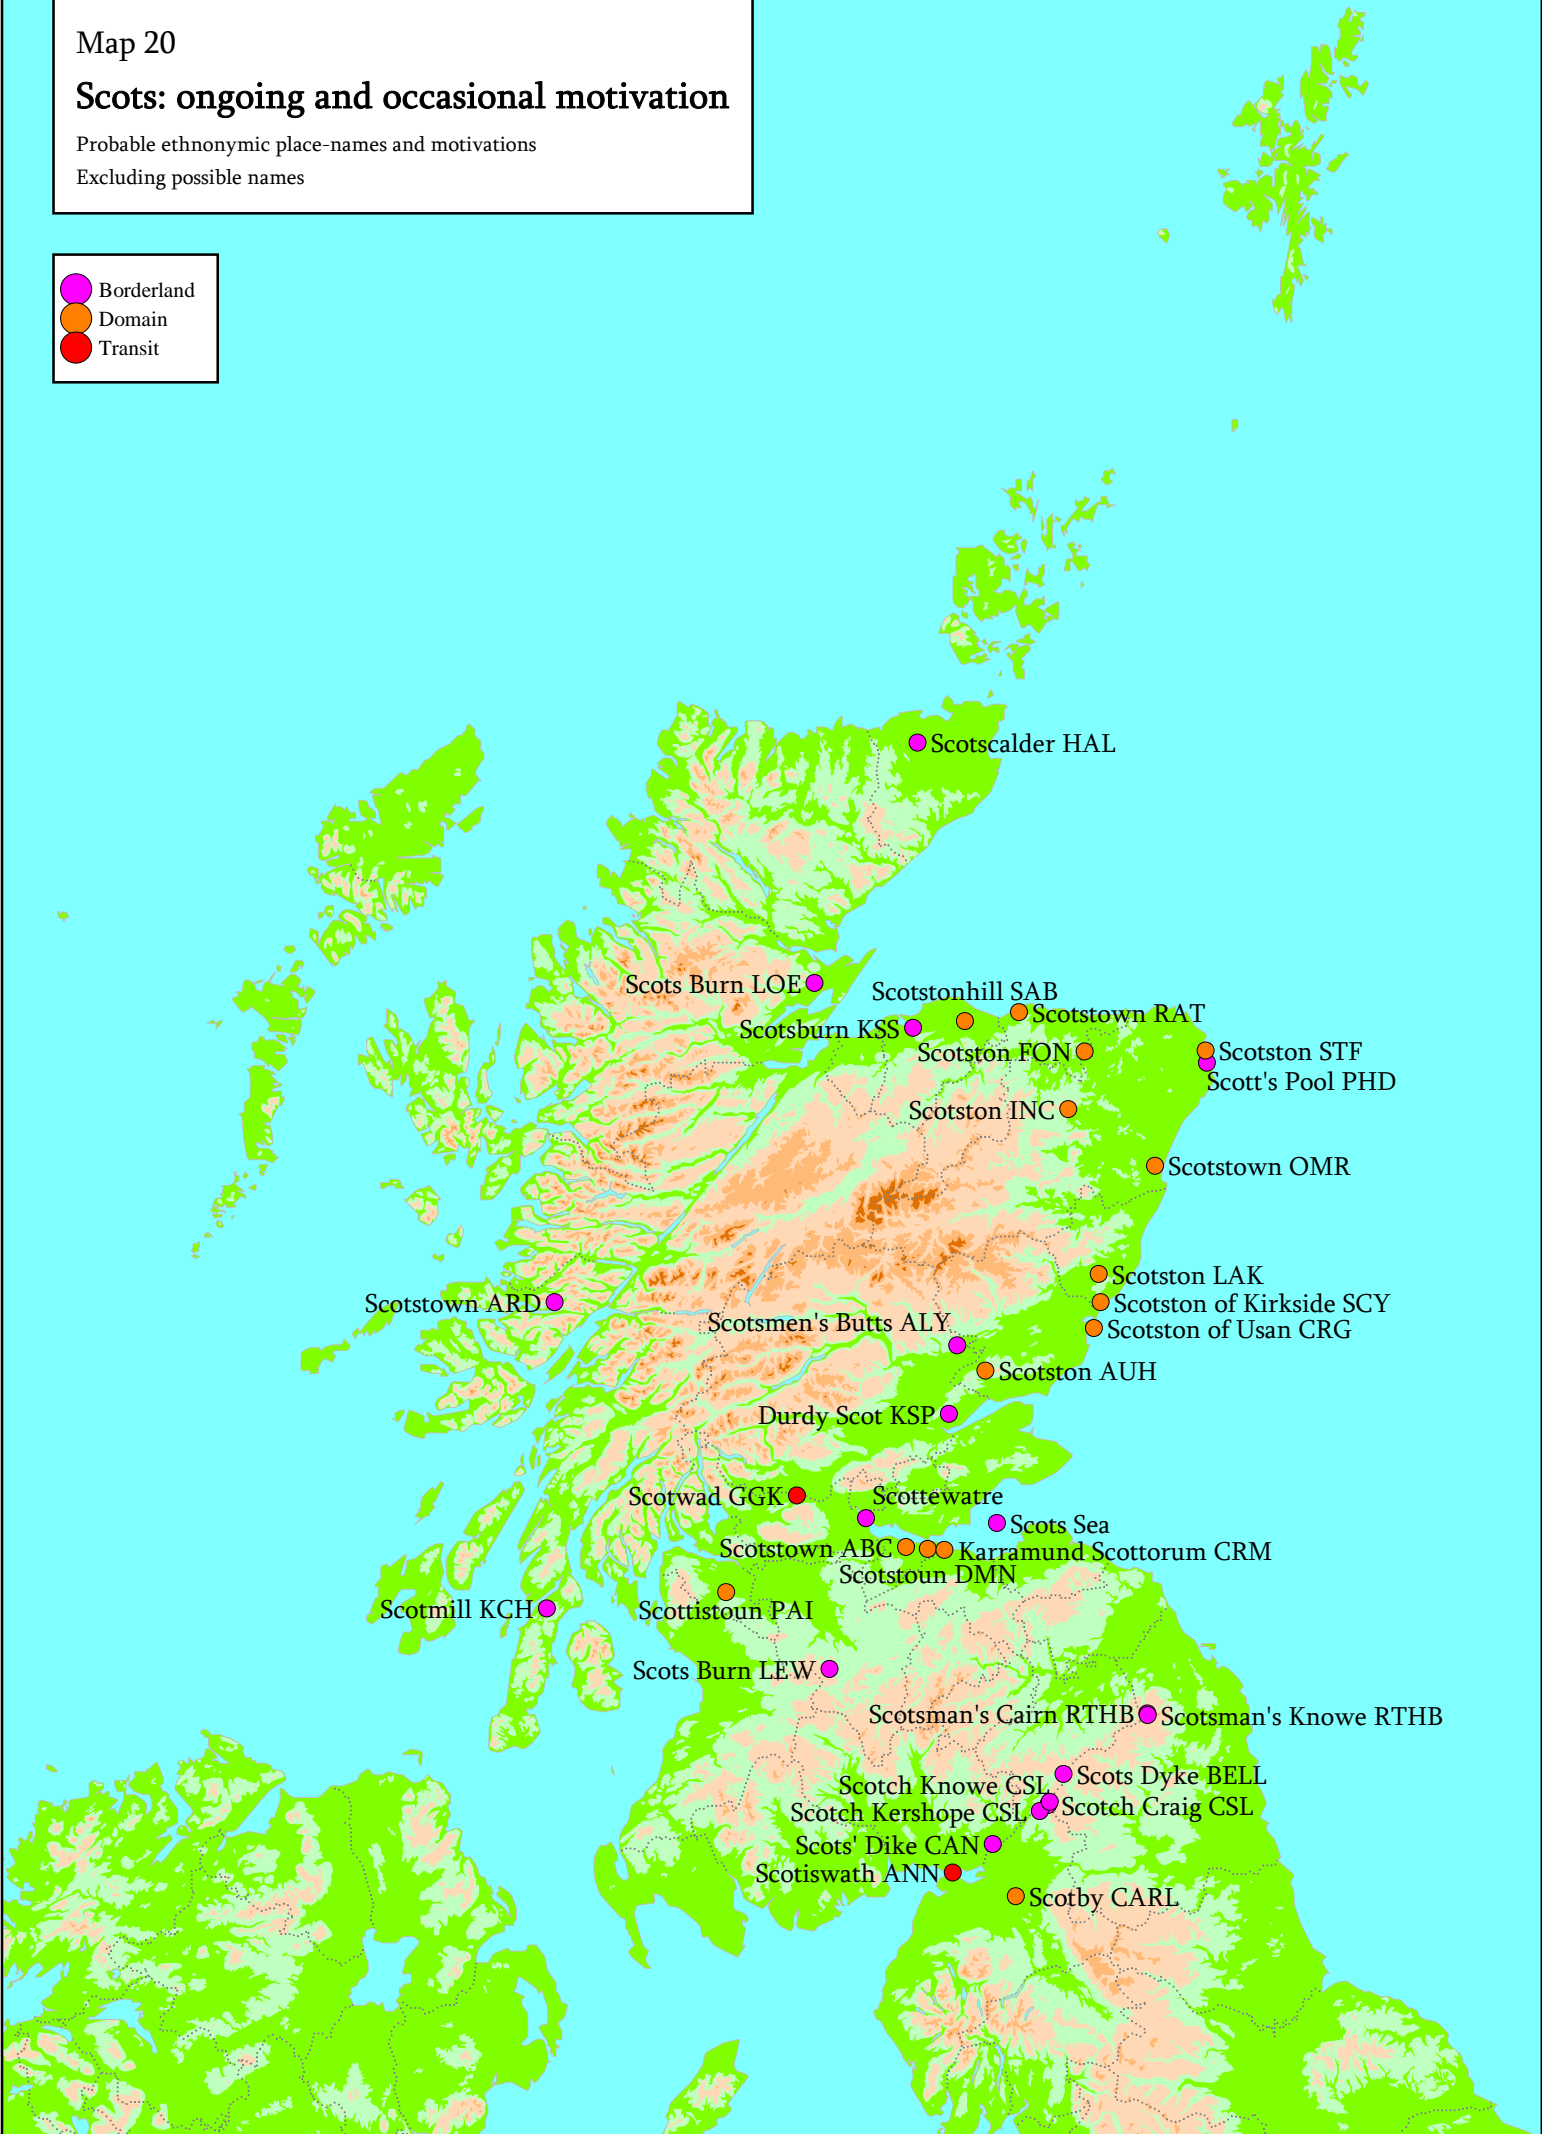 Map 20
Scots: ongoing and occasional motivation
Probable ethnonymic place-names and motivations
Excluding possible names
Borderland
Domain
Transit
Scotscalder HAL
Scots Burn LOE
Scotstonhill SAB
Scotstown RAT
Scotsburn KSS
Scotston FON
Scotston STF
Scott's Pool PHD
Scotston INC
Scotstown OMR
Scotston LAK
Scotstown ARD
Scotston of Kirkside SCY
Scotsmen's Butts ALY
Scotston of Usan CRG
Scotston AUH
Durdy Scot KSP
Scotwad GGK
Scottewatre
Scots Sea
Scotstown ABC
Karramund Scottorum CRM
Scotstoun DMN
Scotmill KCH
Scottistoun PAI
Scots Burn LEW
Scotsman's Cairn RTHB
Scotsman's Knowe RTHB
Scots Dyke BELL
Scotch Knowe CSL
Scotch Craig CSL
Scotch Kershope CSL
Scots' Dike CAN
Scotiswath ANN
Scotby CARL